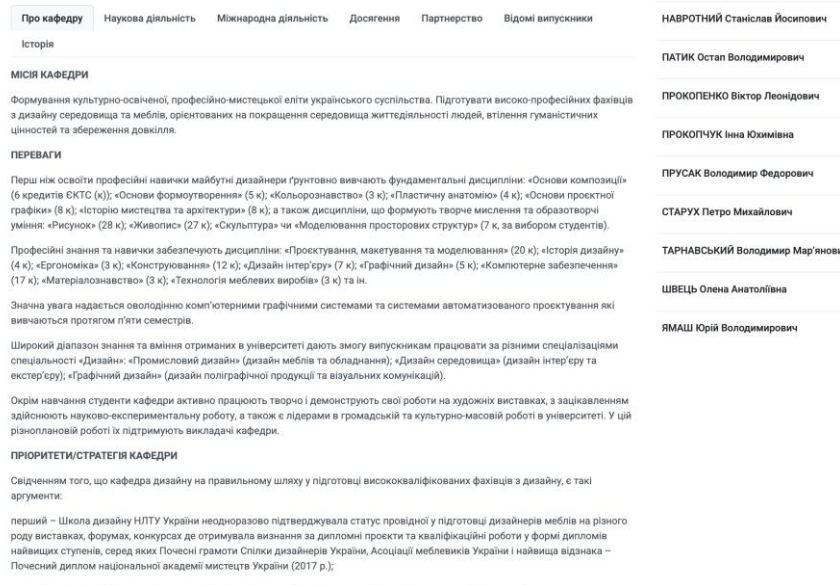 Про кафедру
Наукова діяльність
Міжнародна діяльність
Досягення
Партнерство
Відомі випускники
Історія
МІСІЯ КАФЕДРИ
Формування культурно-освіченої, професійно-мистецької еліти українського суспільства. Підготувати високо-професійних фахівців
з дизайну середовища та меблів, орієнтованих на покращення середовища життєдіяльності людей, втілення гуманістичних
цінностей та збереження довкілля.
ПЕРЕВАГИ
Перш ніж освоїти професійні навички майбутні дизайнери ґрунтовно вивчають фундаментальні дисципліни: «Основи композиції»
(6 кредитів ЄКТС (к)); «Основи формоутворення» (5 к); «Кольорознавство» (3 к); «Пластичну анатомію» (4 к); «Основи проєктної
графіки» (8 к); «Історію мистецтва та архітектури» (8 к); а також дисципліни, що формують творче мислення та образотворчі
уміння: «Рисунок» (28 к); «Живопис» (27 к); «Скульптура» чи «Моделювання просторових структур» (7 к, за вибором студентів).
Професійні знання та навички забезпечують дисципліни: «Проєктування, макетування та моделювання» (20 к); «Історія дизайну»
(4 к); «Ергономіка» (3 к); «Конструювання» (12 к); «Дизайн інтер’єру» (7 к); «Графічний дизайн» (5 к); «Компютерне забезпечення»
(17 к); «Матеріалознавство» (3 к); «Технологія меблевих виробів» (3 к) та ін.
Значна увага надається оволодінню комп’ютерними графічними системами та системами автоматизованого проєктування які
вивчаються протягом п’яти семестрів.
Широкий діапазон знання та вміння отриманих в університеті дають змогу випускникам працювати за різними спеціалізаціями
спеціальності «Дизайн»: «Промисловий дизайн» (дизайн меблів та обладнання); «Дизайн середовища» (дизайн інтер’єру та
екстер’єру); «Графічний дизайн» (дизайн поліграфічної продукції та візуальних комунікацій).
Окрім навчання студенти кафедри активно працюють творчо і демонструють свої роботи на художніх виставках, з зацікавленням
здійснюють науково-експериментальну роботу, а також є лідерами в громадській та культурно-масовій роботі в університеті. У цій
різноплановій роботі їх підтримують викладачі кафедри.
ПРІОРИТЕТИ/СТРАТЕГІЯ КАФЕДРИ
Свідченням того, що кафедра дизайну на правильному шляху у підготовці висококваліфікованих фахівців з дизайну, є такі
аргументи:
перший – Школа дизайну НЛТУ України неодноразово підтверджувала статус провідної у підготовці дизайнерів меблів на різного
роду виставках, форумах, конкурсах де отримувала визнання за дипломні проєкти та кваліфікаційні роботи у формі дипломів
найвищих ступенів, серед яких Почесні грамоти Спілки дизайнерів України, Асоціації меблевиків України і найвища відзнака –
Почесний диплом національної академії мистецтв України (2017 р.);
НАВРОТНИЙ Станіслав Йосипович
ПАТИК Остап Володимирович
ПРОКОПЕНКО Віктор Леонідович
ПРОКОПЧУК Інна Юхимівна
ПРУСАК Володимир Федорович
СТАРУХ Петро Михайлович
ТАРНАВСЬКИЙ Володимир Мар’янови
ШВЕЦЬ Олена Анатоліївна
ЯМАШ Юрій Володимирович